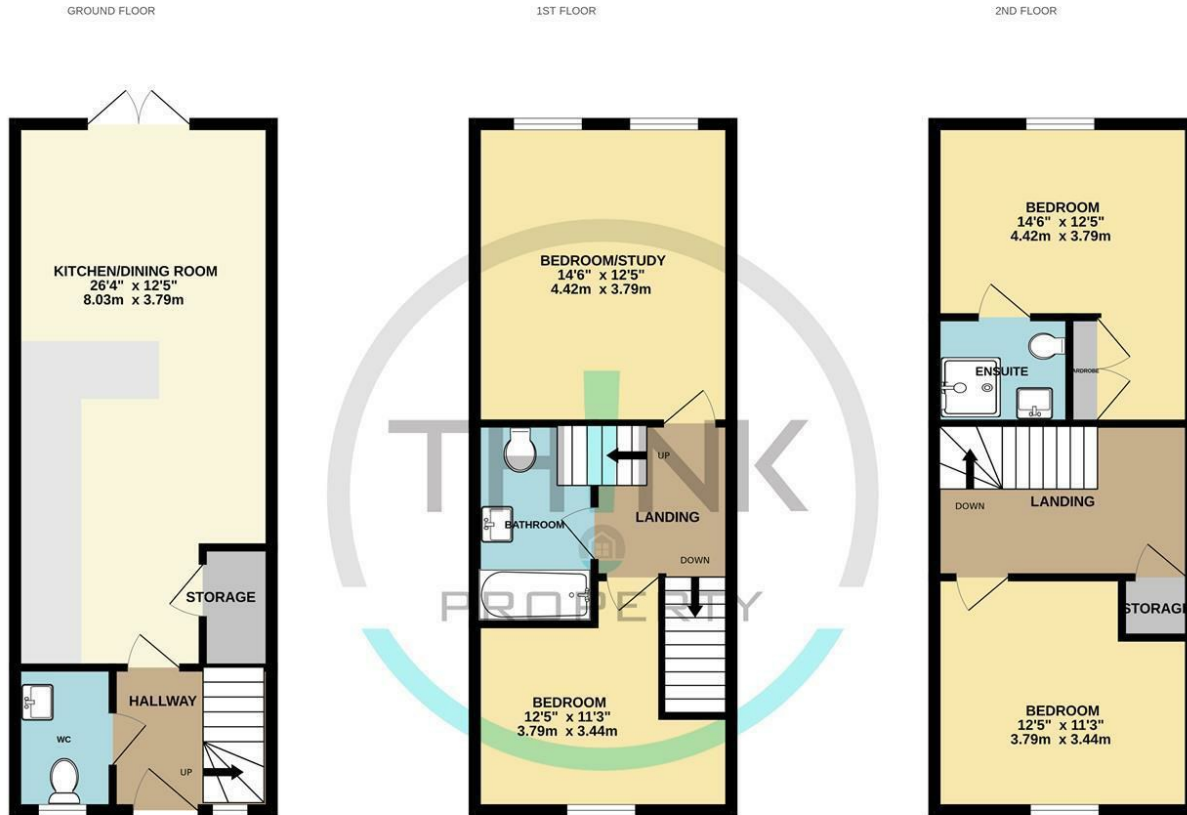 GROUND FLOOR
1ST FLOOR
2ND FLOOR
KITCHEN/DINING ROOM
26'4" x 12'5"
8.03m x 3.79m
STORAGE
HALLWAY
WC
UP
BEDROOM/STUDY
14'6" x 12'5"
4.42m x 3.79m
UP
BATHROOM
LANDING
DOWN
BEDROOM
12'5" x 11'3"
3.79m x 3.44m
THINK
PROPERTY
BEDROOM
14'6" x 12'5"
4.42m x 3.79m
ENSUITE
ARDROBE
DOWN
LANDING
STORAGE
BEDROOM
12'5" x 11'3"
3.79m x 3.44m